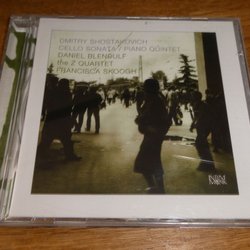 DMITRY SHOSTAKOVICH
CELLO SONATA / PIANO QUINTET
DANIEL BLENDULF
the Z QUARTET
FRANCISCA SKOOGH